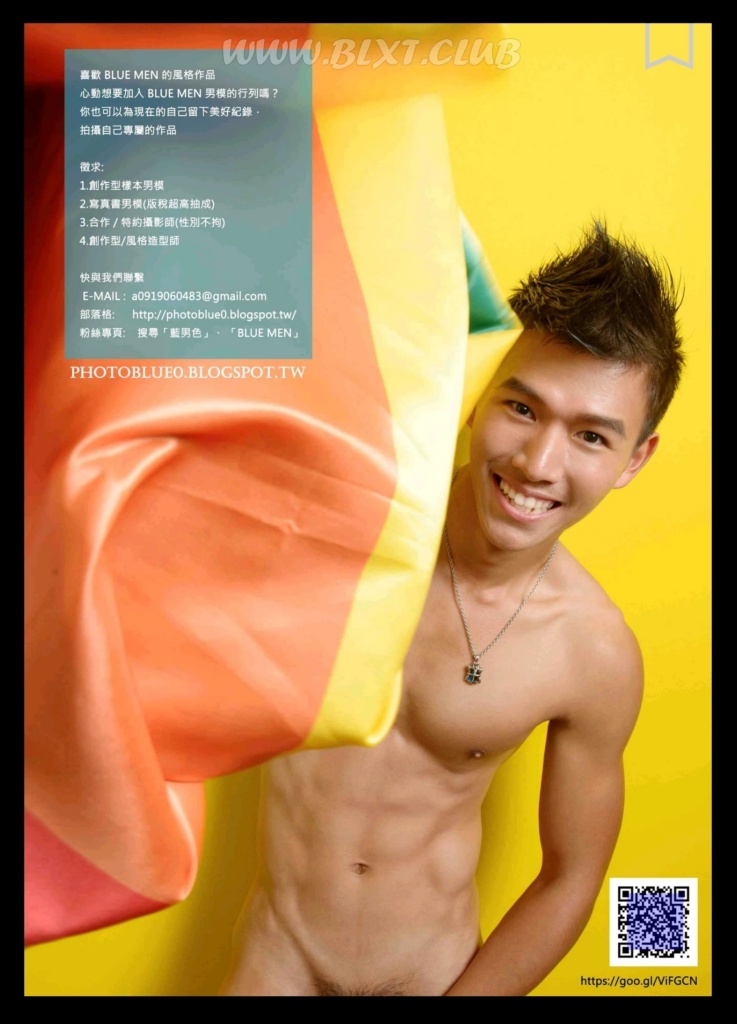 WWW.BLXT.CLUB
喜歡 BLUE MEN 的風格作品
心動想要加入 BLUE MEN 男模的行列嗎？
你也可以為現在的自己留下美好紀錄，
拍攝自己專屬的作品
徵求:
1.創作型樣本男模
2.寫真書男模(版稅超高抽成)
3.合作 / 特約攝影師(性別不拘)
4.創作型/風格造型師
快與我們聯繫
E-MAIL : a0919060483@gmail.com
部落格: http://photoblue0.blogspot.tw/
粉絲專頁: 搜尋「藍男色」、「BLUE MEN」
PHOTOBLUE0.BLOGSPOT.TW
https://goo.gl/ViFGCN